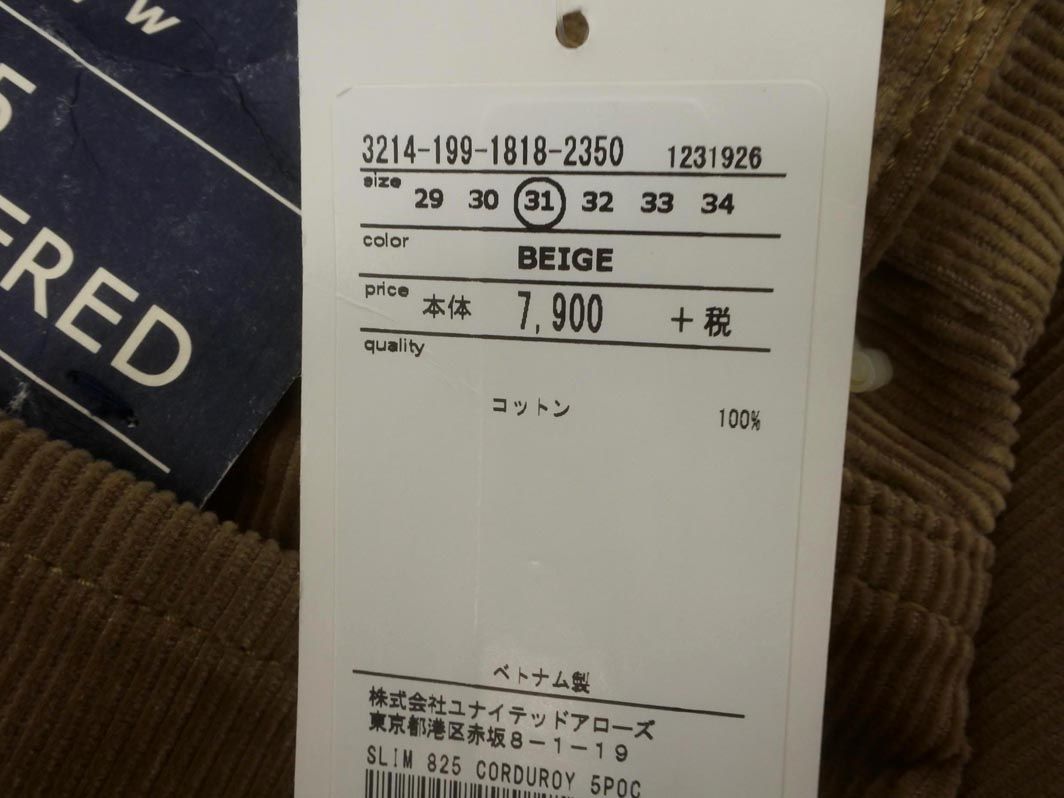 W
5
ERED
3214-199-1818-2350 1231926
size
29 30 31 32 33 34
color
BEIGE
price 本体 7,900 +税
quality
コットン 100%
ベトナム製
株式会社ユナイテッドアローズ
東京都港区赤坂8-1-19
SLIM 825 CORDUROY 5POC